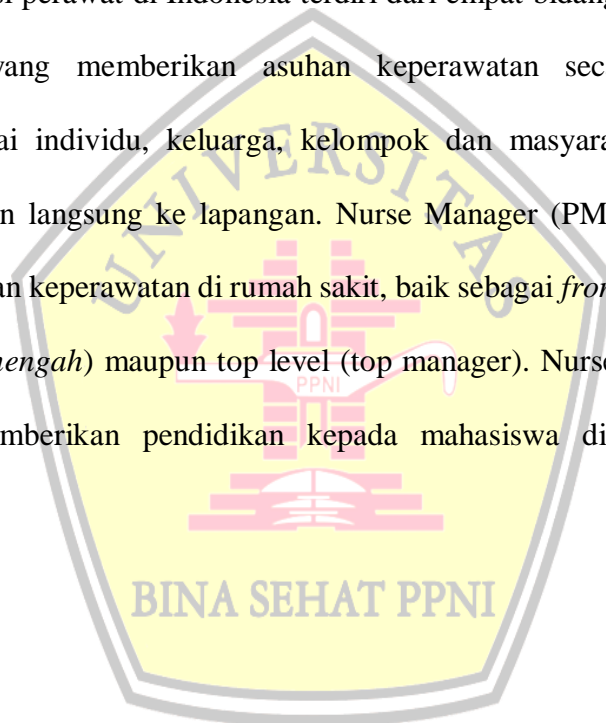 si perawat di Indonesia terdiri dari empat bidang
yang memberikan asuhan keperawatan sec
ai individu, keluarga, kelompok dan masyara
n langsung ke lapangan. Nurse Manager (PM
an keperawatan di rumah sakit, baik sebagai fron
nengah) maupun top level (top manager). Nurse
mberikan pendidikan kepada mahasiswa di
UNIVERSITAS
PPNI
BINA SEHAT PPNI